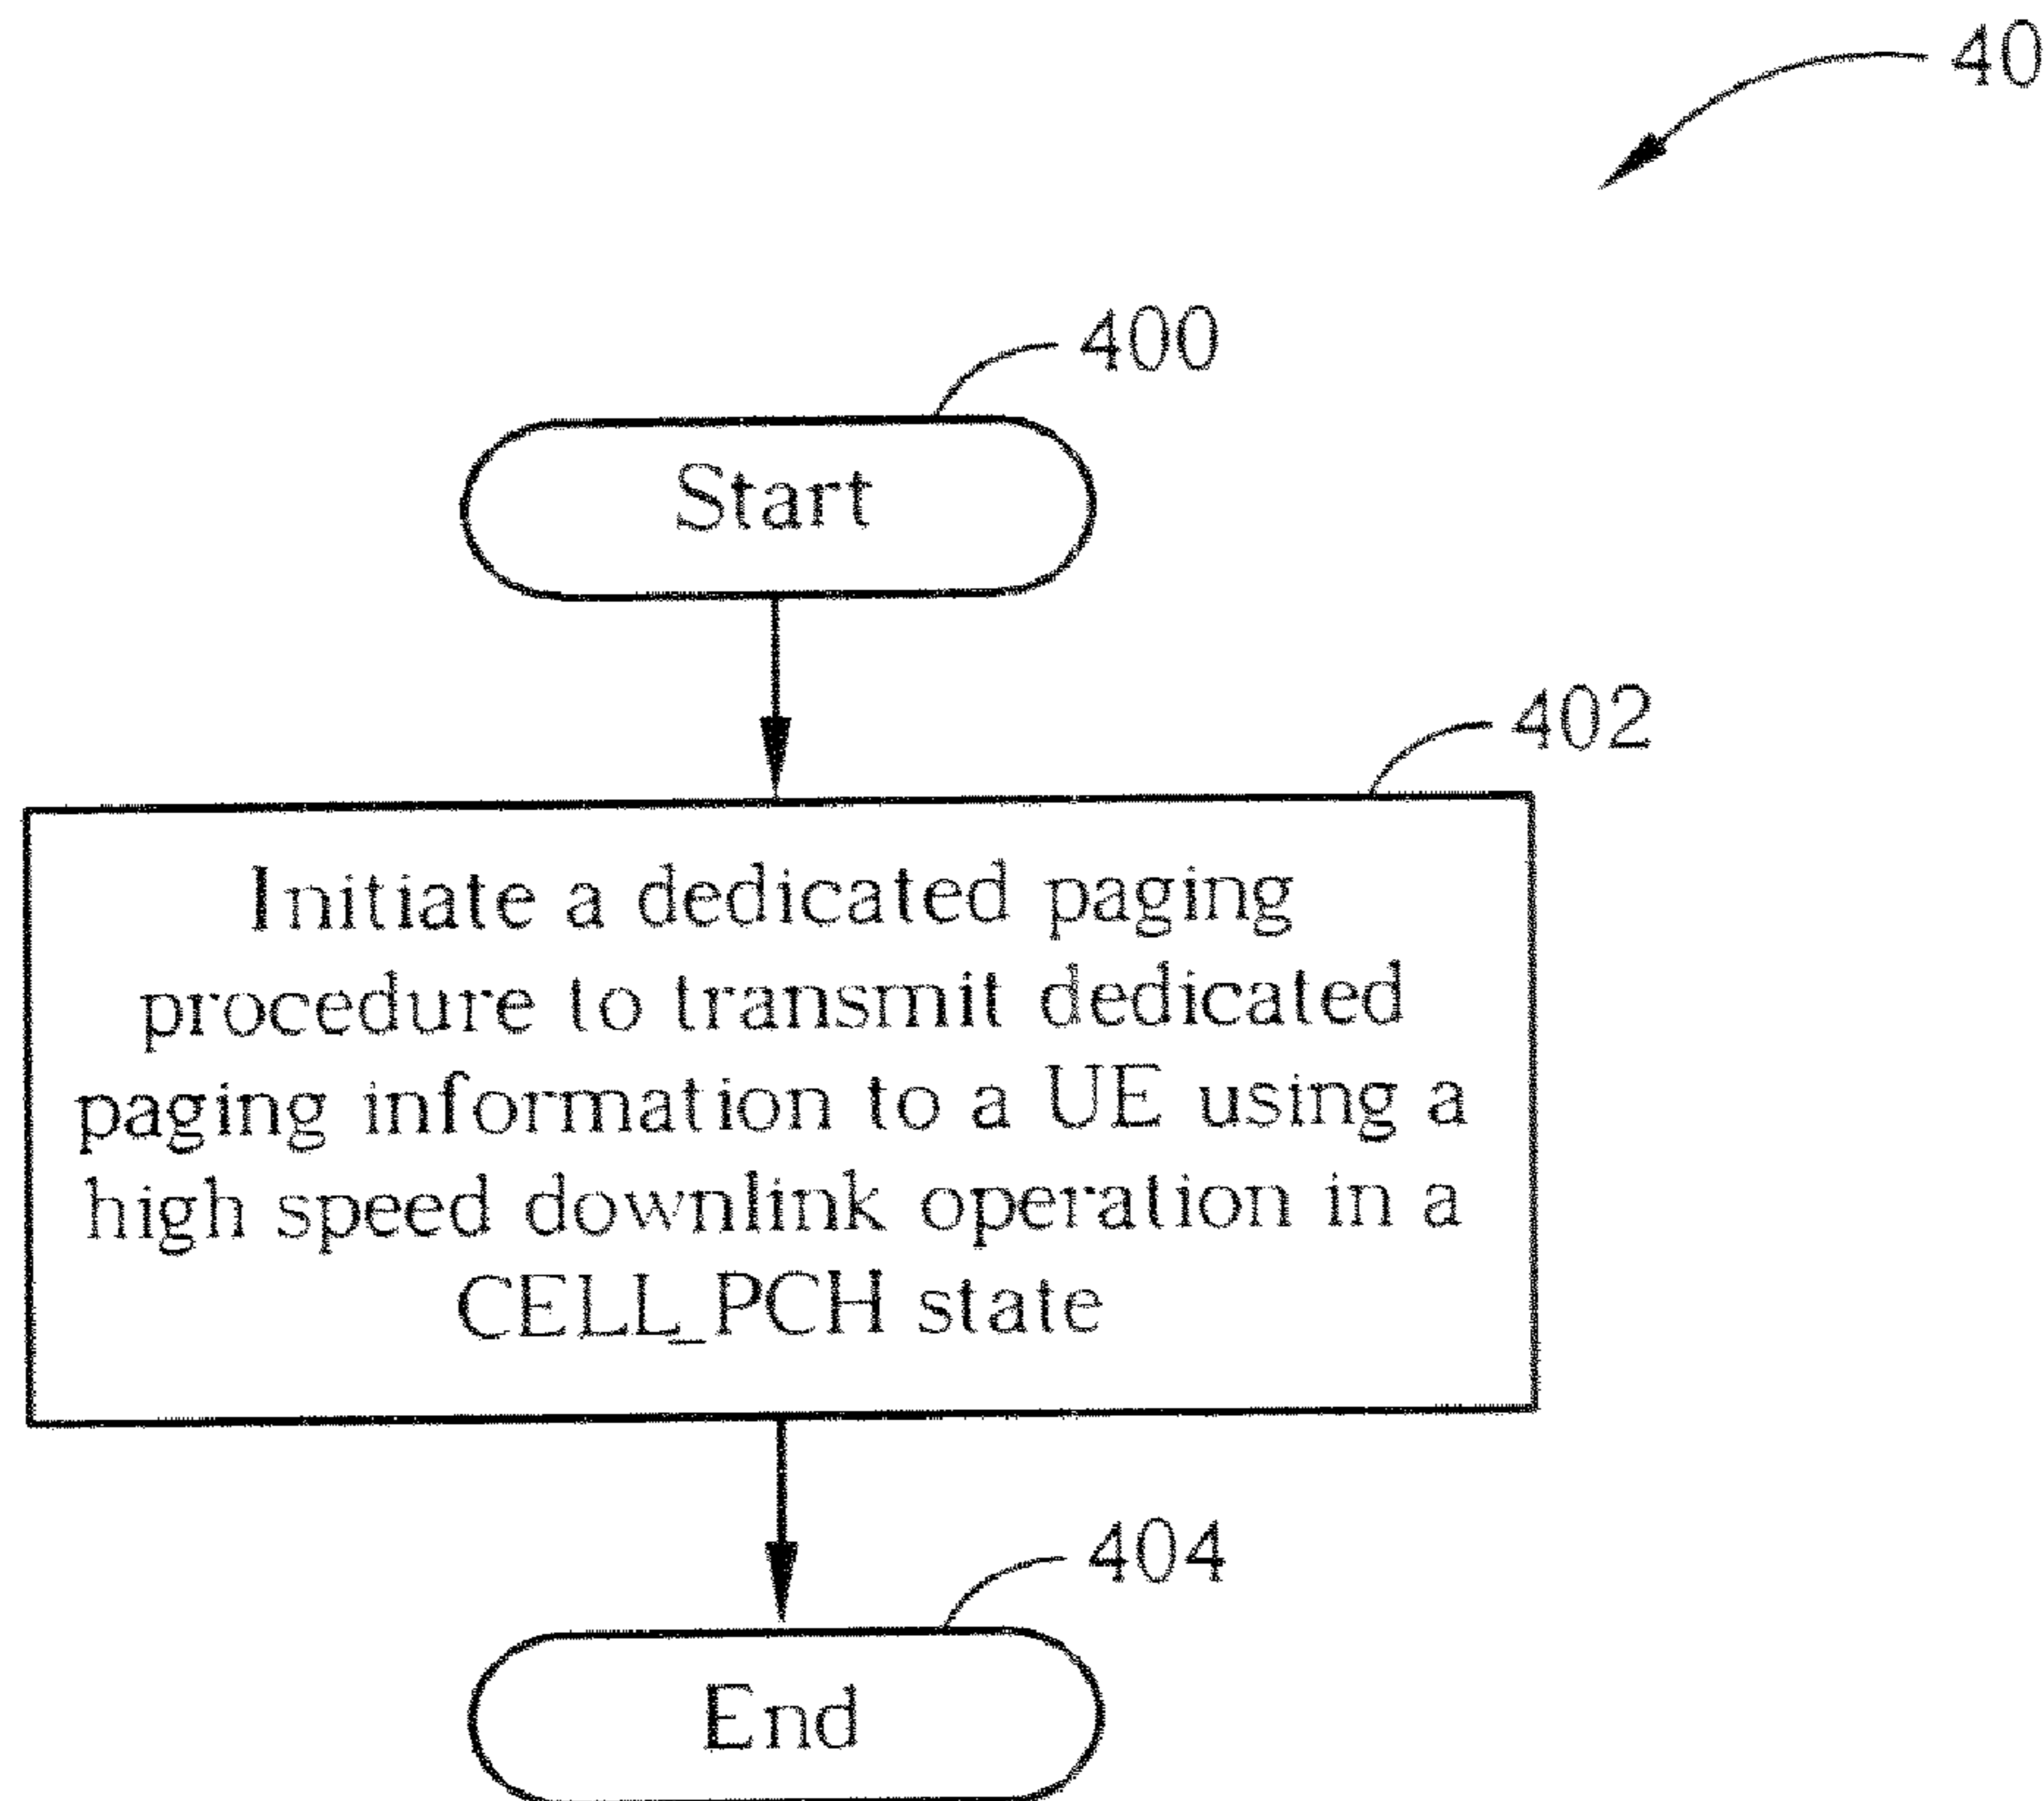 40
400
Start
402
Initiate a dedicated paging
procedure to transmit dedicated
paging information to a UE using a
high speed downlink operation in a
CELL_PCH state
404
End